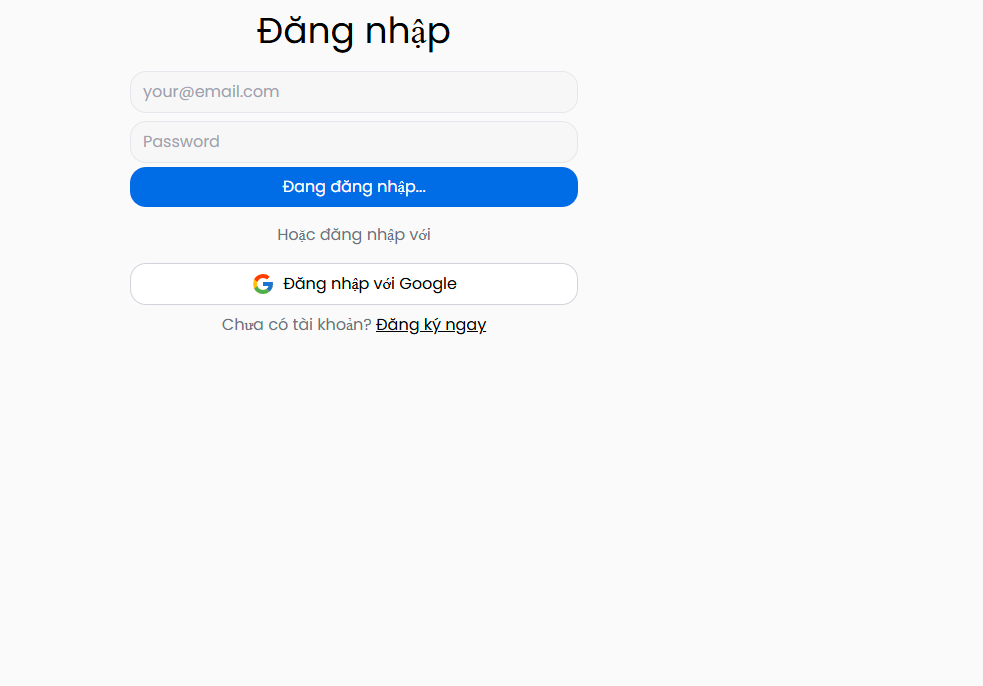 Đăng nhập
your@email.com
Password
Đang đăng nhập...
Hoặc đăng nhập với
Đăng nhập với Google
Chưa có tài khoản? Đăng ký ngay